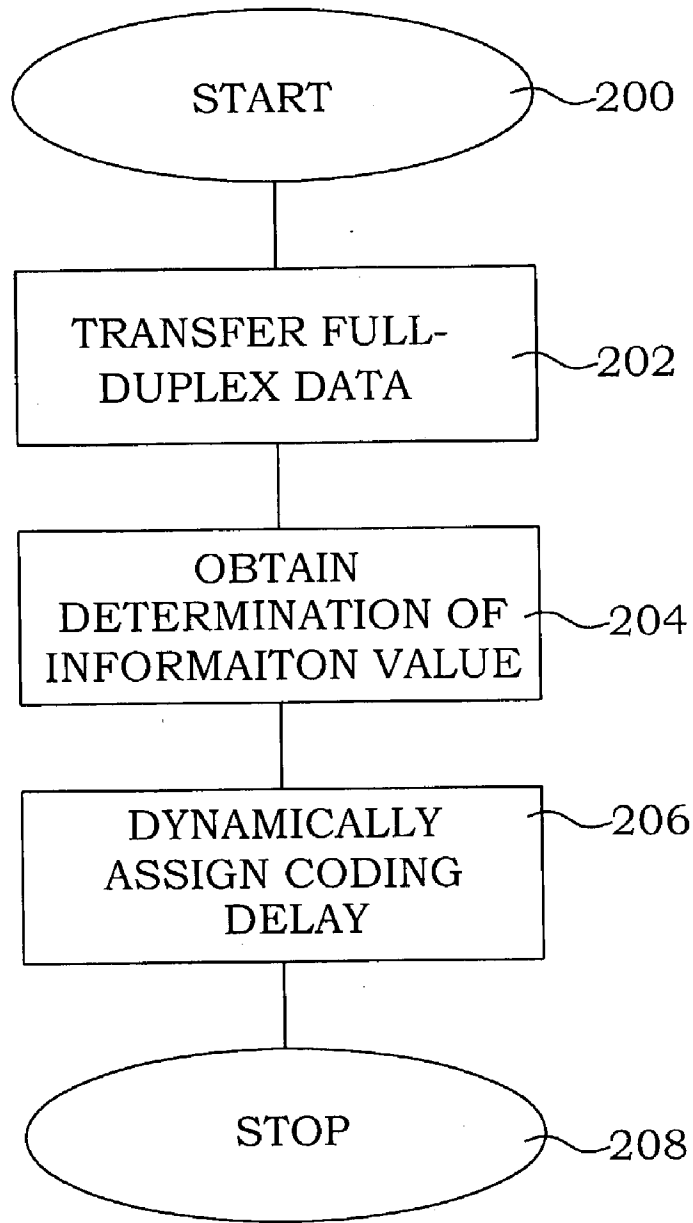 START
200
TRANSFER FULL-
DUPLEX DATA
202
OBTAIN
DETERMINATION OF
INFORMAITON VALUE
204
DYNAMICALLY
ASSIGN CODING
DELAY
206
STOP
208